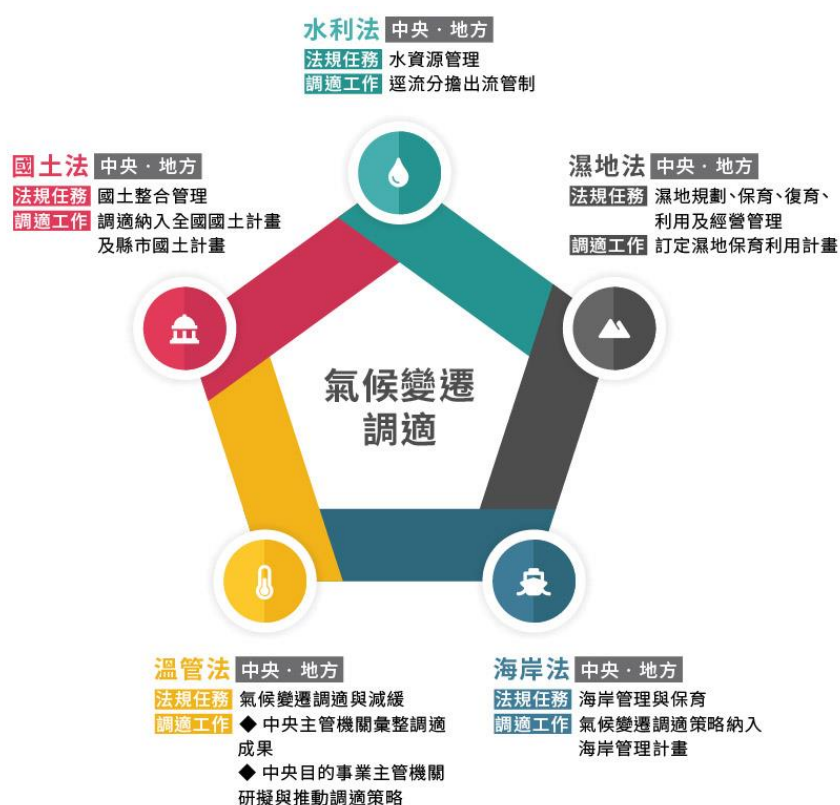 水利法 中央・地方
法規任務 水資源管理
調適工作 逕流分擔出流管制
國土法 中央・地方
法規任務 國土整合管理
調適工作 調適納入全國國土計畫
及縣市國土計畫
濕地法 中央・地方
法規任務 濕地規劃、保育、復育、
利用及經營管理
調適工作 訂定濕地保育利用計畫
氣候變遷
調適
溫管法 中央・地方
法規任務 氣候變遷調適與減緩
調適工作 ◆ 中央主管機關彙整調適
成果
◆ 中央目的事業主管機關
研擬與推動調適策略
海岸法 中央・地方
法規任務 海岸管理與保育
調適工作 氣候變遷調適策略納入
海岸管理計畫